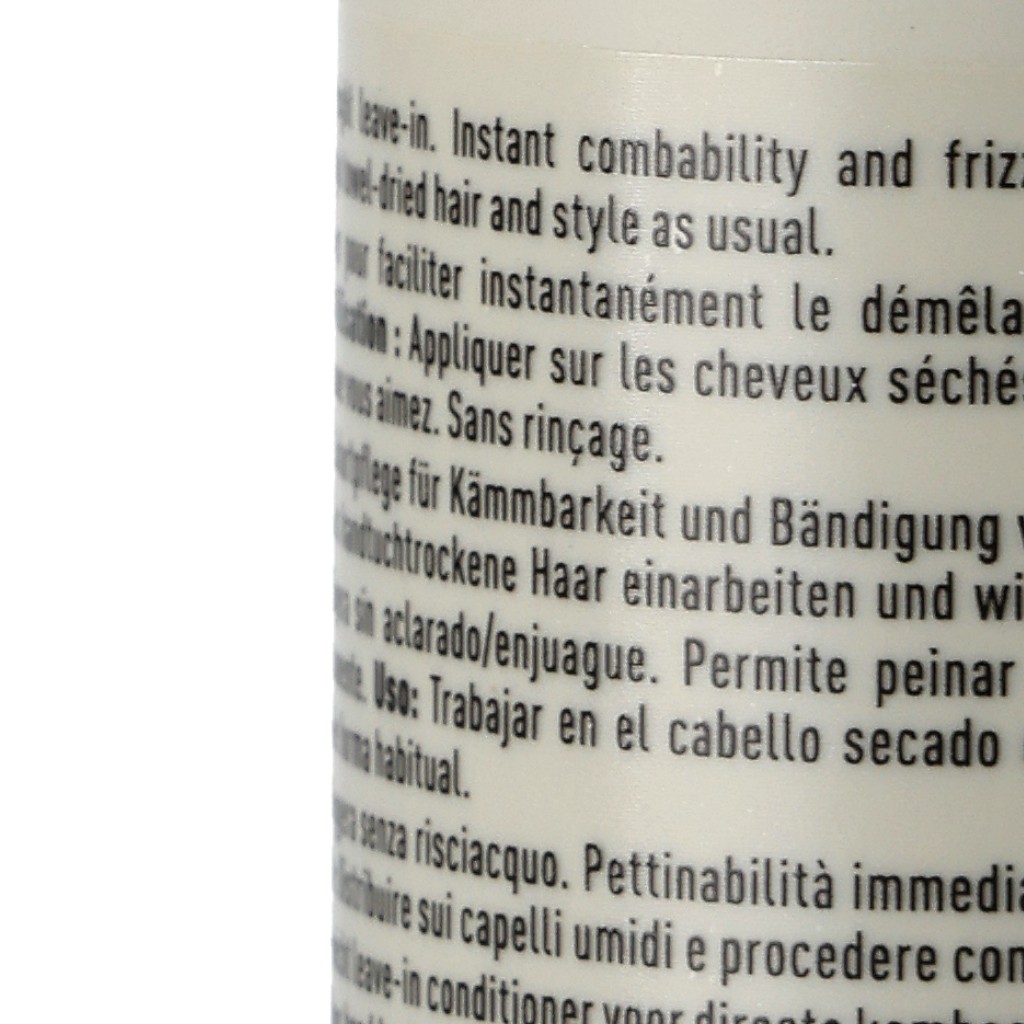 leave-in. Instant combability and friz
dried hair and style as usual.
pour faciliter instantanément le démêla
: Appliquer sur les cheveux séchés
vous aimez. Sans rinçage.
pflege für Kämmbarkeit und Bändigung v
handtuchtrockene Haar einarbeiten und wi
sin aclarado/enjuague. Permite peinar
Uso: Trabajar en el cabello secado
habitual.
senza risciacquo. Pettinabilità immedia
sui capelli umidi e procedere con
leave-in conditioner voor directe